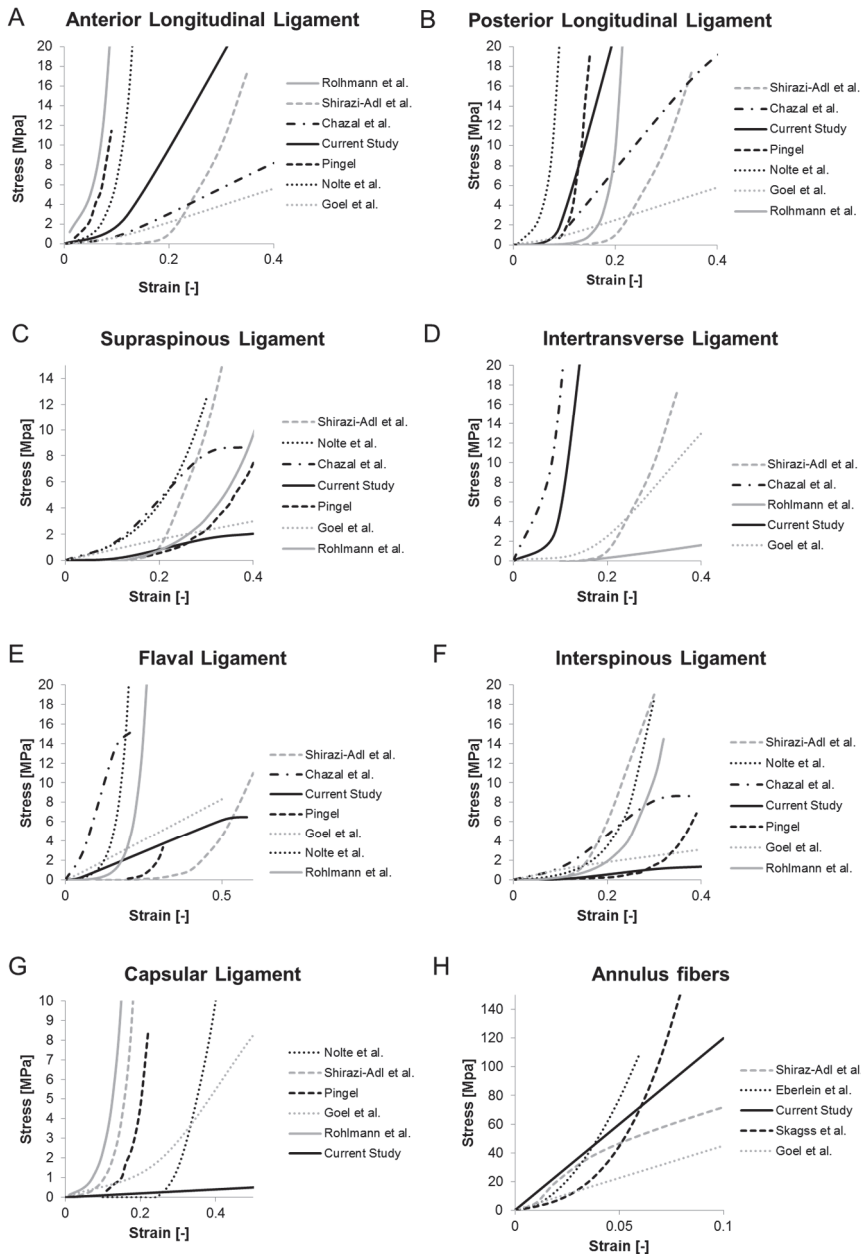 A
Anterior Longitudinal Ligament
Stress [Mpa]
20
18
16
14
12
10
8
6
4
2
0
0
0.2
0.4
Strain [-]
Rolhmann et al.
Shirazi-Adl et al.
Chazal et al.
Current Study
Pingel
Nolte et al.
Goel et al.
B
Posterior Longitudinal Ligament
Stress [Mpa]
20
18
16
14
12
10
8
6
4
2
0
0
0.2
0.4
Strain [-]
Shirazi-Adl et al.
Chazal et al.
Current Study
Pingel
Nolte et al.
Goel et al.
Rolhmann et al.
C
Supraspinous Ligament
Stress [Mpa]
14
12
10
8
6
4
2
0
0
0.2
0.4
Strain [-]
Shirazi-Adl et al.
Nolte et al.
Chazal et al.
Current Study
Pingel
Goel et al.
Rohlmann et al.
D
Intertransverse Ligament
Stress [MPa]
20
18
16
14
12
10
8
6
4
2
0
0
0.2
0.4
Strain [-]
Shirazi-Adl et al.
Chazal et al.
Rohlmann et al.
Current Study
Goel et al.
E
Flaval Ligament
Stress [MPa]
20
18
16
14
12
10
8
6
4
2
0
0
0.5
Strain [-]
Shirazi-Adl et al.
Chazal et al.
Current Study
Pingel
Goel et al.
Nolte et al.
Rohlmann et al.
F
Interspinous Ligament
Stress [MPa]
20
18
16
14
12
10
8
6
4
2
0
0
0.2
0.4
Strain [-]
Shirazi-Adl et al.
Nolte et al.
Chazal et al.
Current Study
Pingel
Goel et al.
Rohlmann et al.
G
Capsular Ligament
Stress [MPa]
10
9
8
7
6
5
4
3
2
1
0
0
0.2
0.4
Strain [-]
Nolte et al.
Shirazi-Adl et al.
Pingel
Goel et al.
Rohlmann et al.
Current Study
H
Annulus fibers
Stress [Mpa]
140
120
100
80
60
40
20
0
0
0.05
0.1
Strain [-]
Shiraz-Adl et al
Eberlein et al.
Current Study
Skagss et al.
Goel et al.